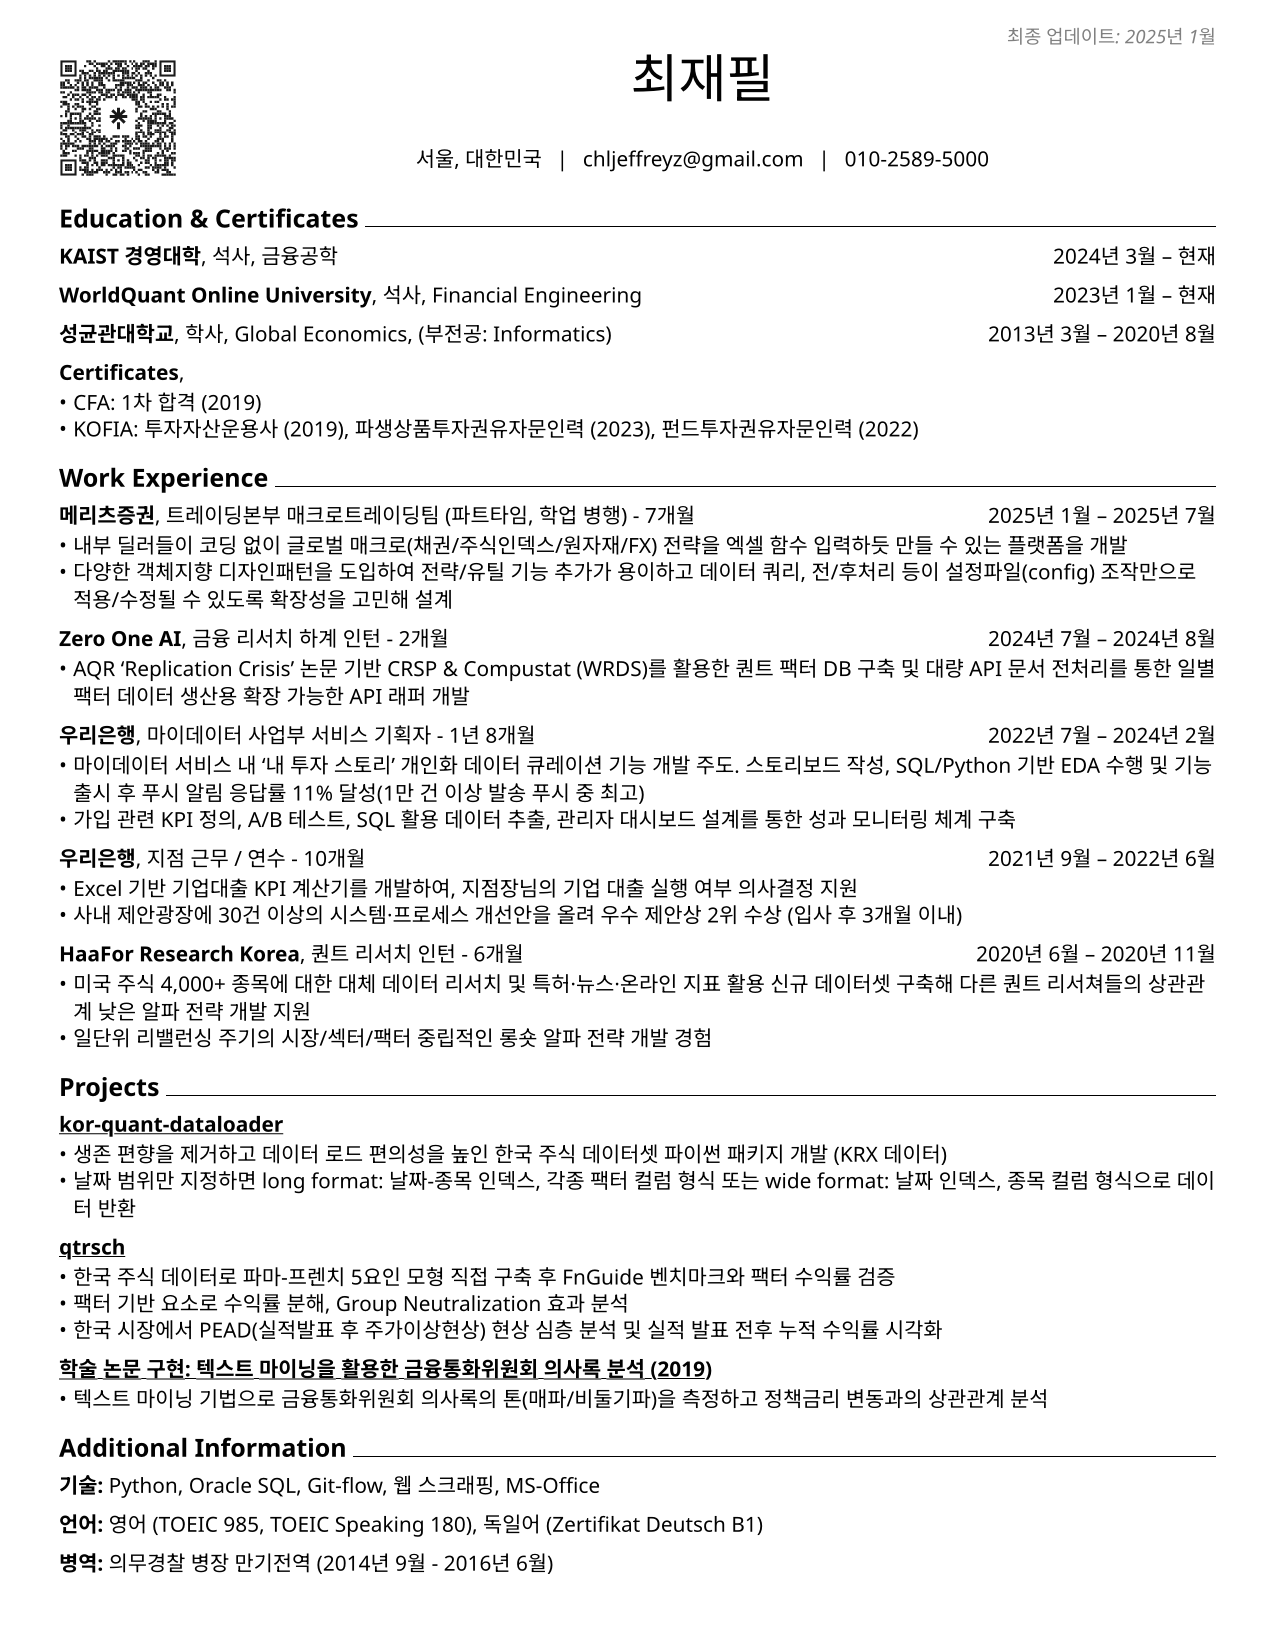 최종 업데이트: 2025년 1월
최재필
서울, 대한민국 | chljeffreyz@gmail.com | 010-2589-5000
Education & Certificates
KAIST 경영대학, 석사, 금융공학 2024년 3월 – 현재
WorldQuant Online University, 석사, Financial Engineering 2023년 1월 – 현재
성균관대학교, 학사, Global Economics, (부전공: Informatics) 2013년 3월 – 2020년 8월
Certificates,
• CFA: 1차 합격 (2019)
• KOFIA: 투자자산운용사 (2019), 파생상품투자권유자문인력 (2023), 펀드투자권유자문인력 (2022)
Work Experience
메리츠증권, 트레이딩본부 매크로트레이딩팀 (파트타임, 학업 병행) - 7개월 2025년 1월 – 2025년 7월
• 내부 딜러들이 코딩 없이 글로벌 매크로(채권/주식인덱스/원자재/FX) 전략을 엑셀 함수 입력하듯 만들 수 있는 플랫폼을 개발
• 다양한 객체지향 디자인패턴을 도입하여 전략/유틸 기능 추가가 용이하고 데이터 쿼리, 전/후처리 등이 설정파일(config) 조작만으로
적용/수정될 수 있도록 확장성을 고민해 설계
Zero One AI, 금융 리서치 하계 인턴 - 2개월 2024년 7월 – 2024년 8월
• AQR ‘Replication Crisis’ 논문 기반 CRSP & Compustat (WRDS)를 활용한 퀀트 팩터 DB 구축 및 대량 API 문서 전처리를 통한 일별
팩터 데이터 생산용 확장 가능한 API 래퍼 개발
우리은행, 마이데이터 사업부 서비스 기획자 - 1년 8개월 2022년 7월 – 2024년 2월
• 마이데이터 서비스 내 ‘내 투자 스토리’ 개인화 데이터 큐레이션 기능 개발 주도. 스토리보드 작성, SQL/Python 기반 EDA 수행 및 기능
출시 후 푸시 알림 응답률 11% 달성(1만 건 이상 발송 푸시 중 최고)
• 가입 관련 KPI 정의, A/B 테스트, SQL 활용 데이터 추출, 관리자 대시보드 설계를 통한 성과 모니터링 체계 구축
우리은행, 지점 근무 / 연수 - 10개월 2021년 9월 – 2022년 6월
• Excel 기반 기업대출 KPI 계산기를 개발하여, 지점장님의 기업 대출 실행 여부 의사결정 지원
• 사내 제안광장에 30건 이상의 시스템·프로세스 개선안을 올려 우수 제안상 2위 수상 (입사 후 3개월 이내)
HaaFor Research Korea, 퀀트 리서치 인턴 - 6개월 2020년 6월 – 2020년 11월
• 미국 주식 4,000+ 종목에 대한 대체 데이터 리서치 및 특허·뉴스·온라인 지표 활용 신규 데이터셋 구축해 다른 퀀트 리서쳐들의 상관관
계 낮은 알파 전략 개발 지원
• 일단위 리밸런싱 주기의 시장/섹터/팩터 중립적인 롱숏 알파 전략 개발 경험
Projects
kor-quant-dataloader
• 생존 편향을 제거하고 데이터 로드 편의성을 높인 한국 주식 데이터셋 파이썬 패키지 개발 (KRX 데이터)
• 날짜 범위만 지정하면 long format: 날짜-종목 인덱스, 각종 팩터 컬럼 형식 또는 wide format: 날짜 인덱스, 종목 컬럼 형식으로 데이
터 반환
qtrsch
• 한국 주식 데이터로 파마-프렌치 5요인 모형 직접 구축 후 FnGuide 벤치마크와 팩터 수익률 검증
• 팩터 기반 요소로 수익률 분해, Group Neutralization 효과 분석
• 한국 시장에서 PEAD(실적발표 후 주가이상현상) 현상 심층 분석 및 실적 발표 전후 누적 수익률 시각화
학술 논문 구현: 텍스트 마이닝을 활용한 금융통화위원회 의사록 분석 (2019)
• 텍스트 마이닝 기법으로 금융통화위원회 의사록의 톤(매파/비둘기파)을 측정하고 정책금리 변동과의 상관관계 분석
Additional Information
기술: Python, Oracle SQL, Git-flow, 웹 스크래핑, MS-Office
언어: 영어 (TOEIC 985, TOEIC Speaking 180), 독일어 (Zertifikat Deutsch B1)
병역: 의무경찰 병장 만기전역 (2014년 9월 - 2016년 6월)